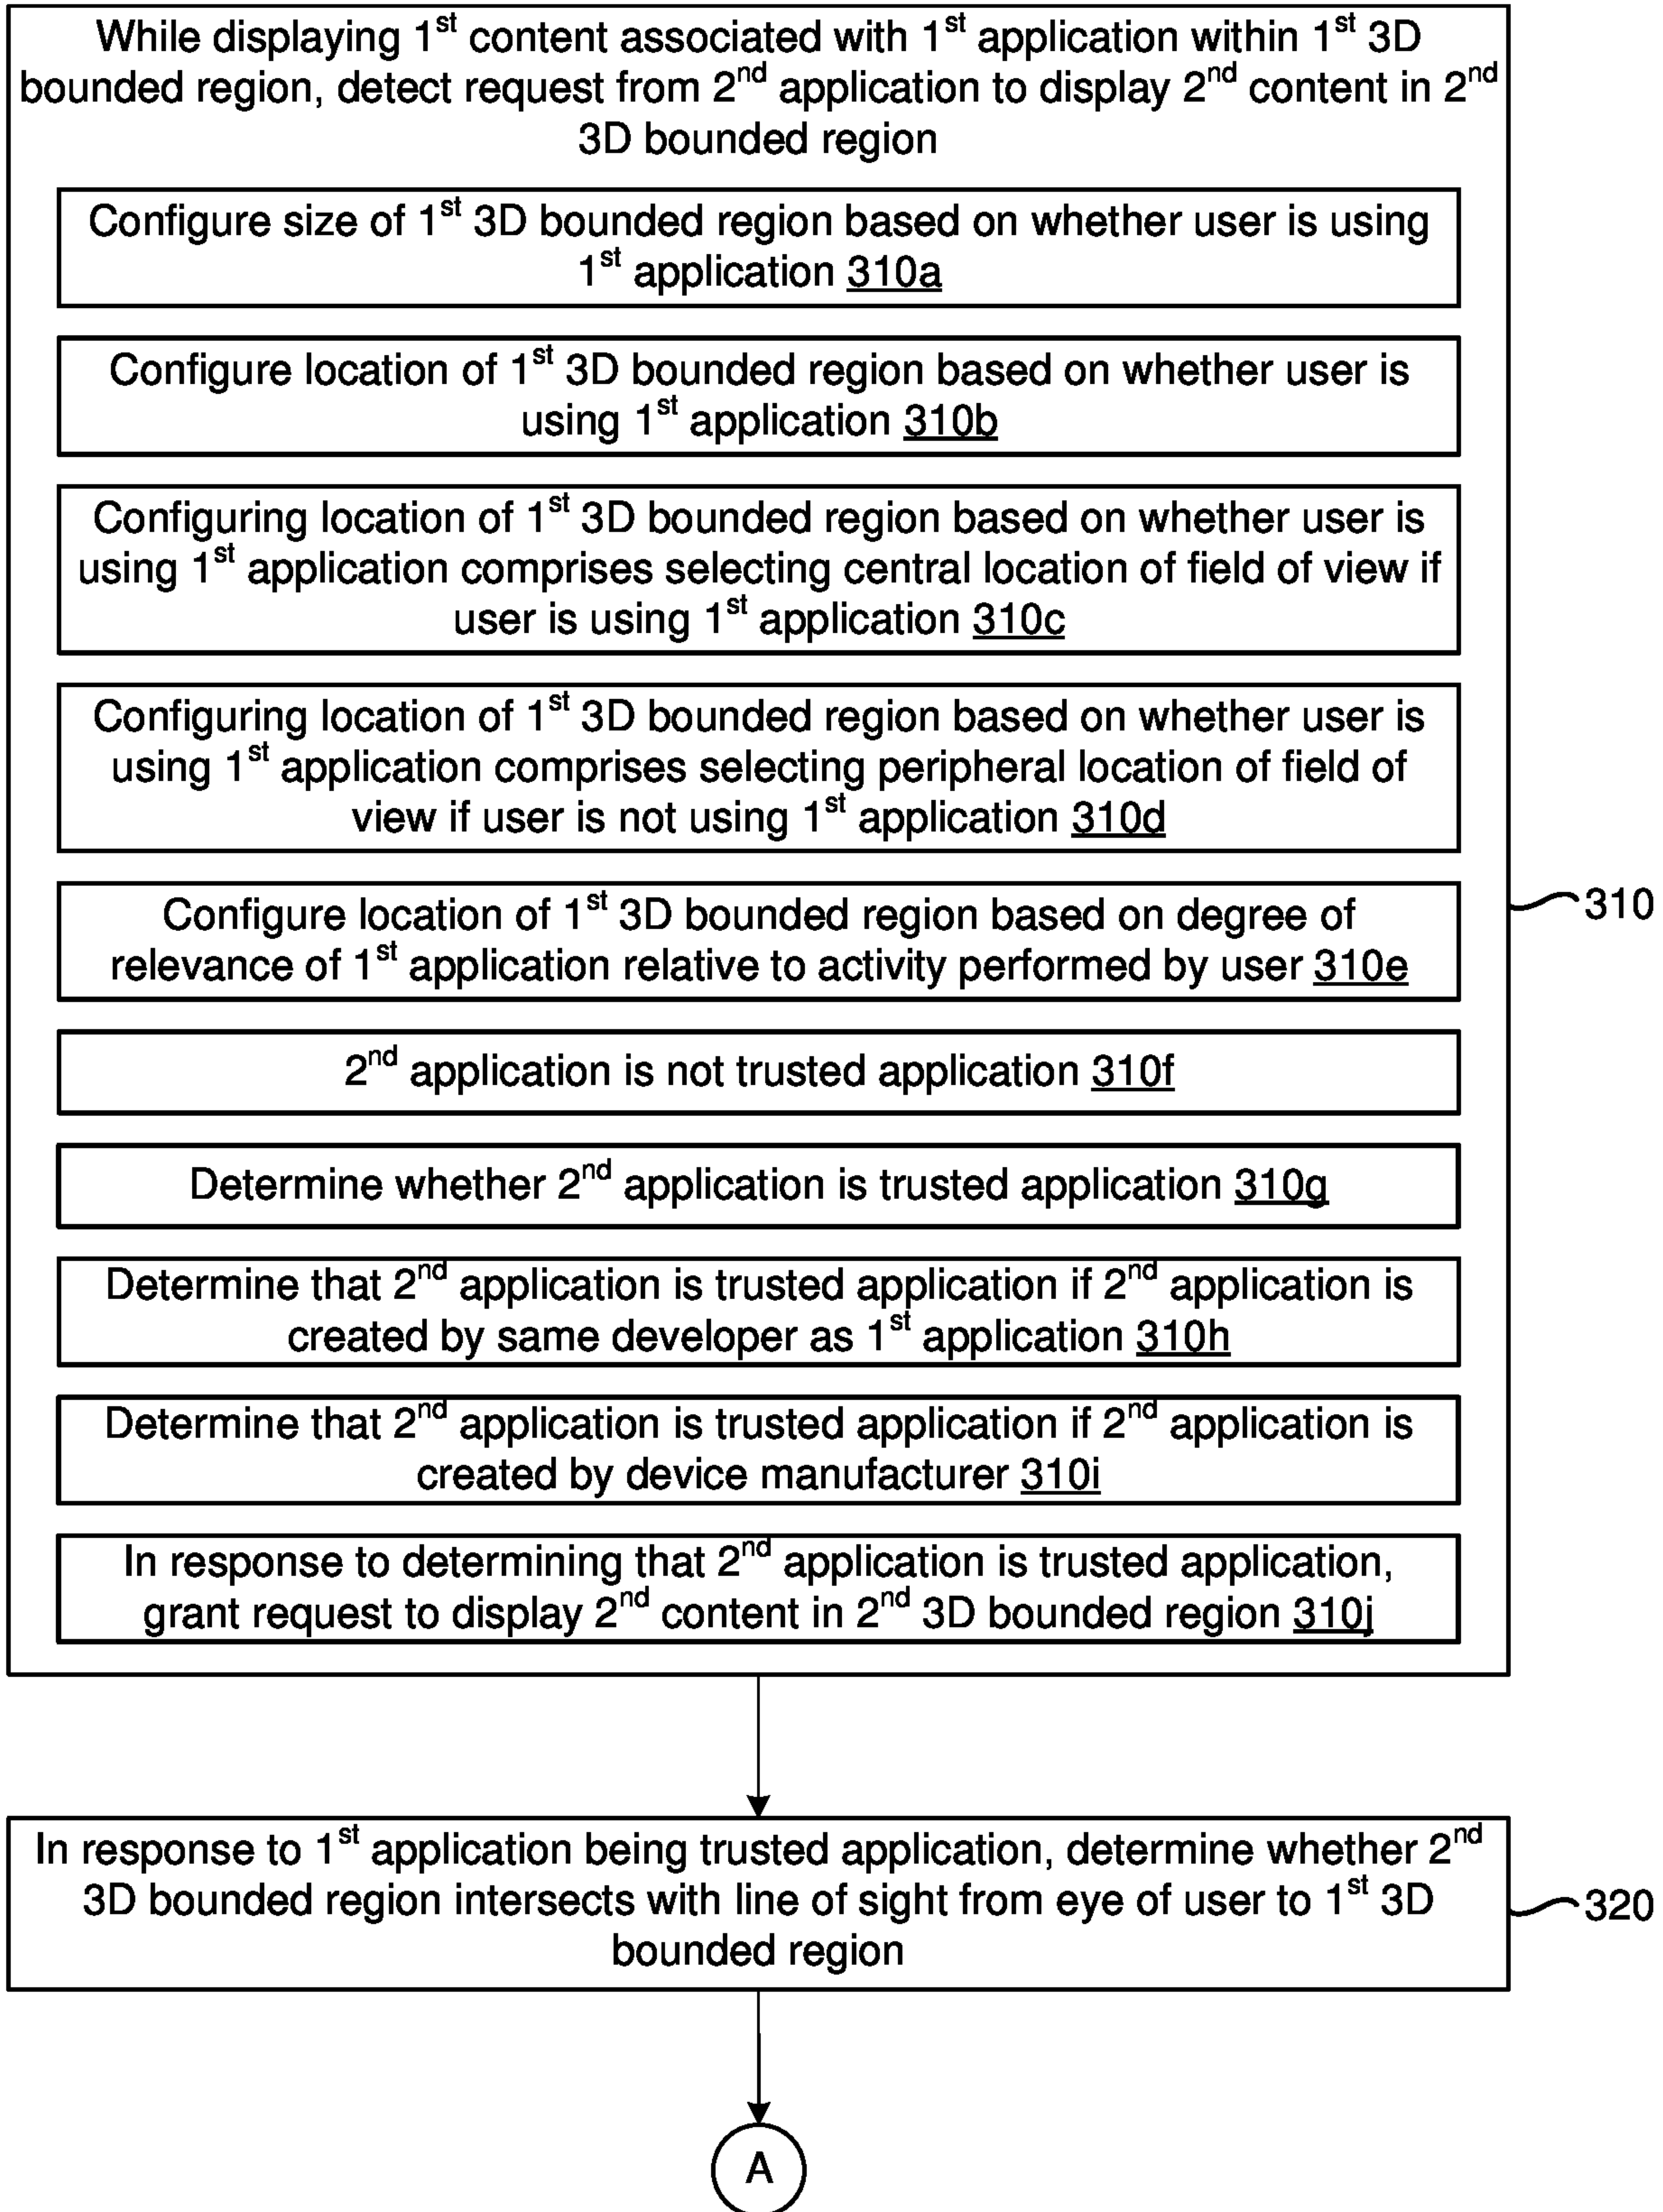 While displaying 1st content associated with 1st application within 1st 3D
bounded region, detect request from 2nd application to display 2nd content in 2nd
3D bounded region
Configure size of 1st 3D bounded region based on whether user is using
1st application 310a
Configure location of 1st 3D bounded region based on whether user is
using 1st application 310b
Configuring location of 1st 3D bounded region based on whether user is
using 1st application comprises selecting central location of field of view if
user is using 1st application 310c
Configuring location of 1st 3D bounded region based on whether user is
using 1st application comprises selecting peripheral location of field of
view if user is not using 1st application 310d
Configure location of 1st 3D bounded region based on degree of
relevance of 1st application relative to activity performed by user 310e
310
2nd application is not trusted application 310f
Determine whether 2nd application is trusted application 310g
Determine that 2nd application is trusted application if 2nd application is
created by same developer as 1st application 310h
Determine that 2nd application is trusted application if 2nd application is
created by device manufacturer 310i
In response to determining that 2nd application is trusted application,
grant request to display 2nd content in 2nd 3D bounded region 310j
In response to 1st application being trusted application, determine whether 2nd
3D bounded region intersects with line of sight from eye of user to 1st 3D
bounded region
320
A